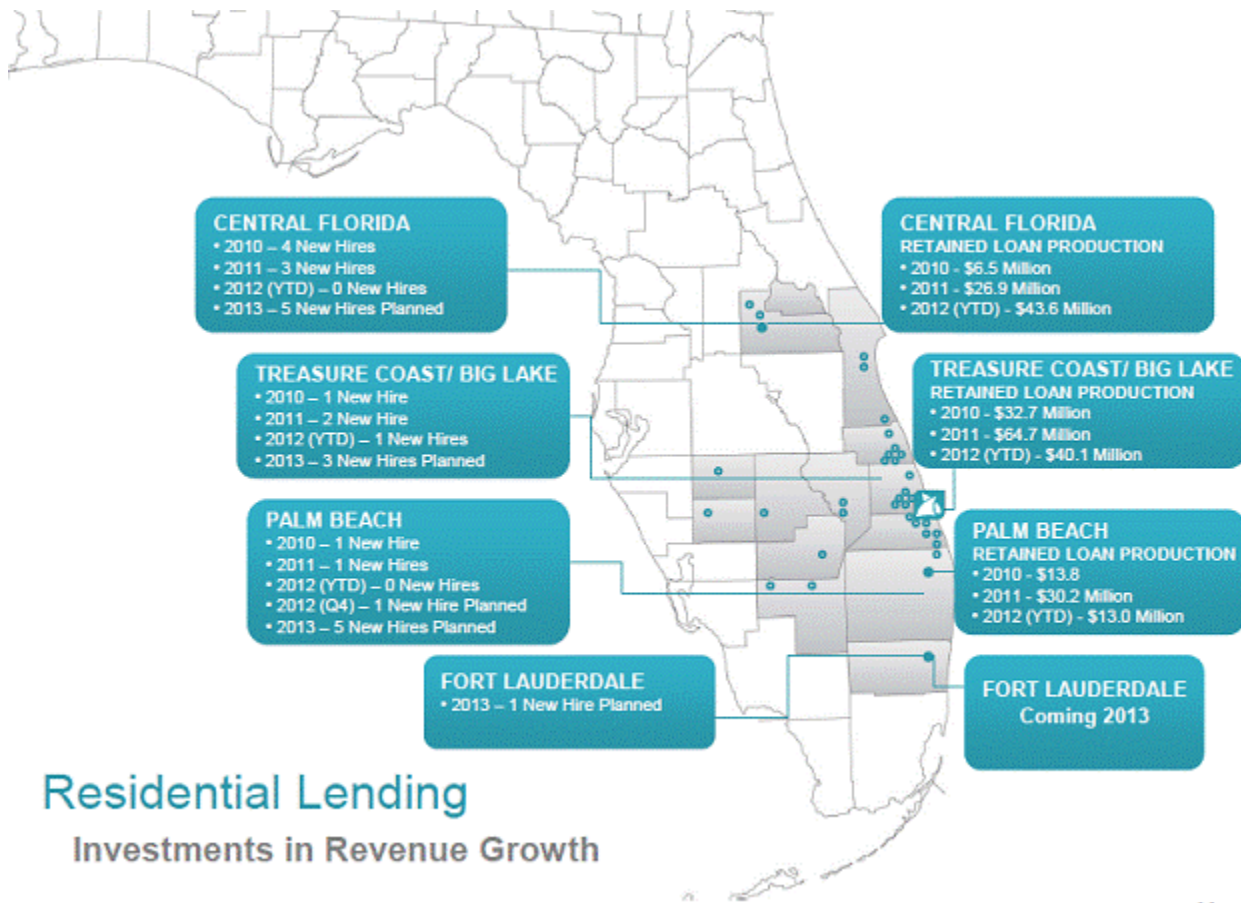 CENTRAL FLORIDA
• 2010 – 4 New Hires
• 2011 – 3 New Hires
• 2012 (YTD) – 0 New Hires
• 2013 – 5 New Hires Planned
CENTRAL FLORIDA
RETAINED LOAN PRODUCTION
• 2010 - $6.5 Million
• 2011 - $26.9 Million
• 2012 (YTD) - $43.6 Million
TREASURE COAST/ BIG LAKE
• 2010 – 1 New Hire
• 2011 – 2 New Hire
• 2012 (YTD) – 1 New Hires
• 2013 – 3 New Hires Planned
TREASURE COAST/ BIG LAKE
RETAINED LOAN PRODUCTION
• 2010 - $32.7 Million
• 2011 - $64.7 Million
• 2012 (YTD) - $40.1 Million
PALM BEACH
• 2010 – 1 New Hire
• 2011 – 1 New Hires
• 2012 (YTD) – 0 New Hires
• 2012 (Q4) – 1 New Hire Planned
• 2013 – 5 New Hires Planned
PALM BEACH
RETAINED LOAN PRODUCTION
• 2010 - $13.8
• 2011 - $30.2 Million
• 2012 (YTD) - $13.0 Million
FORT LAUDERDALE
• 2013 – 1 New Hire Planned
FORT LAUDERDALE
Coming 2013
Residential Lending
Investments in Revenue Growth